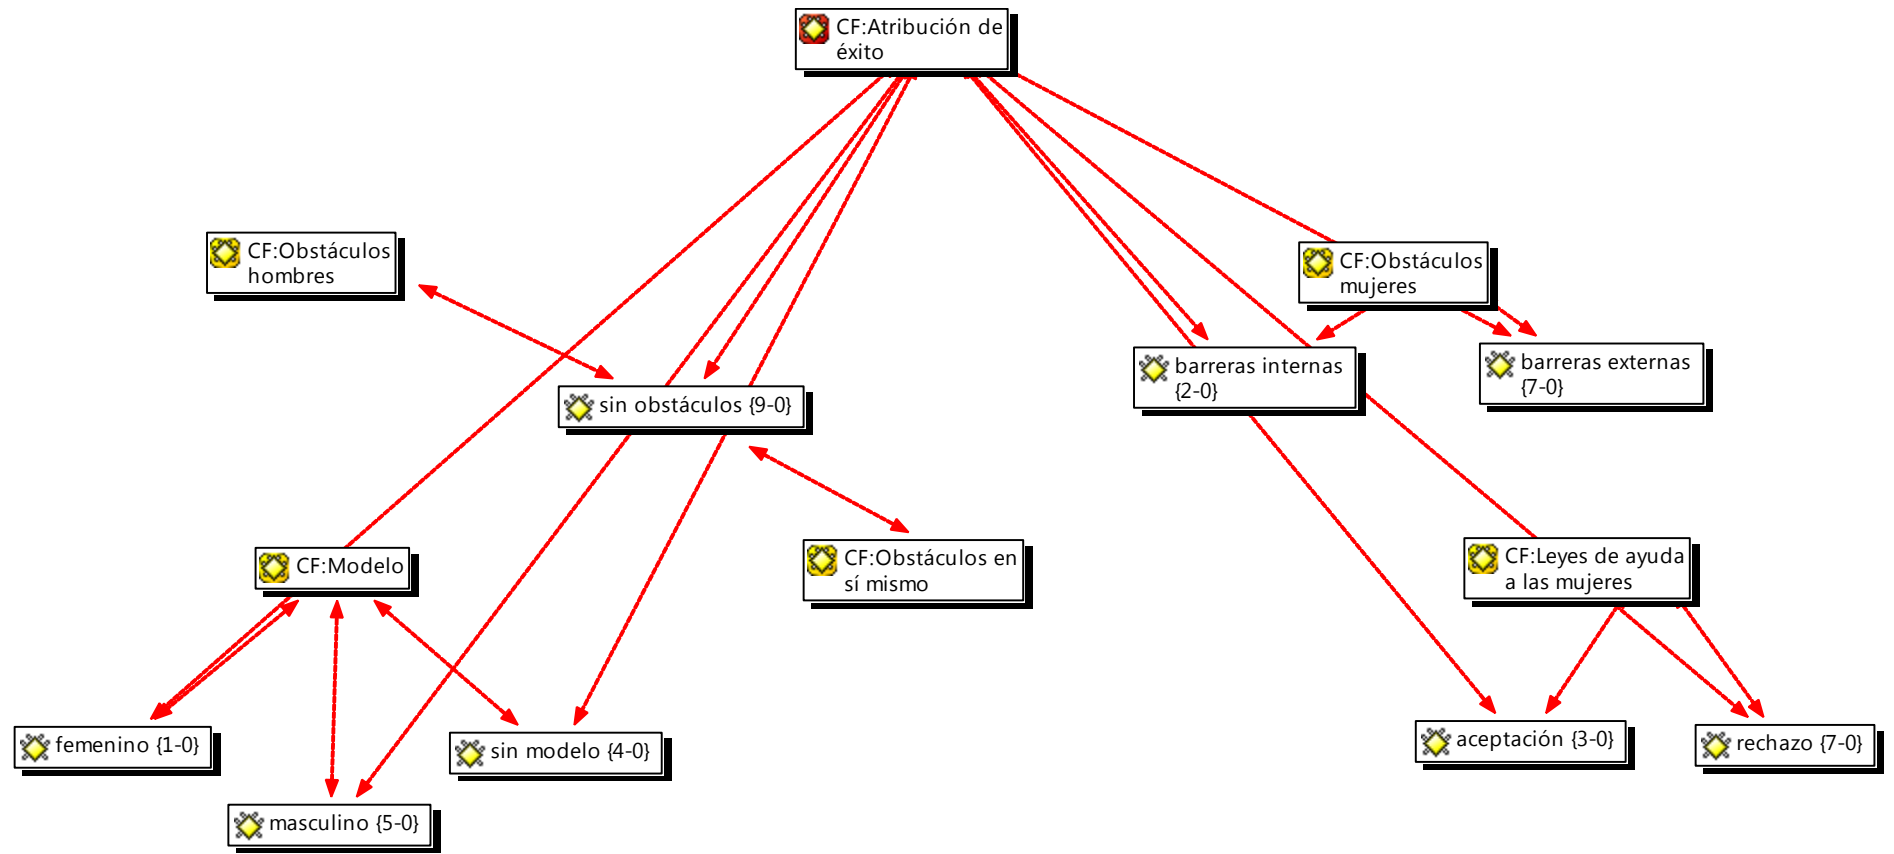 CF:Atribución de
éxito
CF:Obstáculos
hombres
CF:Obstáculos
mujeres
barreras internas
{2-0}
barreras externas
{7-0}
sin obstáculos {9-0}
CF:Modelo
CF:Obstáculos en
sí mismo
CF:Leyes de ayuda
a las mujeres
femenino {1-0}
sin modelo {4-0}
aceptación {3-0}
rechazo {7-0}
masculino {5-0}